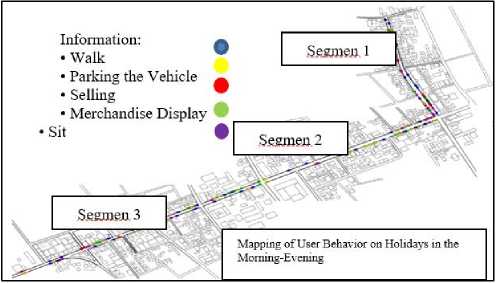 Information:
• Walk
• Parking the Vehicle
• Selling
• Merchandise Display
• Sit
Segmen 1
Segmen 2
Segmen 3
Mapping of User Behavior on Holidays in the
Morning-Evening